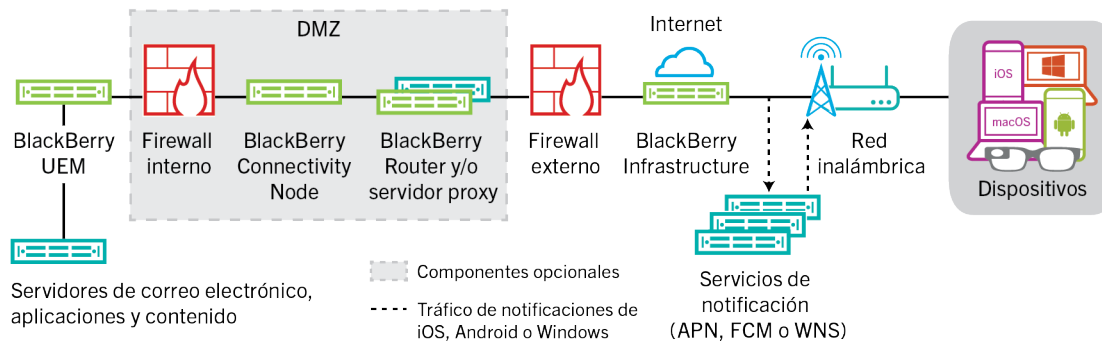 DMZ
Internet
BlackBerry
UEM
Firewall
interno
BlackBerry
Connectivity
Node
BlackBerry
Router y/o
servidor proxy
Firewall
externo
BlackBerry
Infrastructure
Red
inalámbrica
iOS
macOS
Dispositivos
Servidores de correo electrónico,
aplicaciones y contenido
Componentes opcionales
Tráfico de notificaciones de
iOS, Android o Windows
Servicios de
notificación
(APN, FCM o WNS)